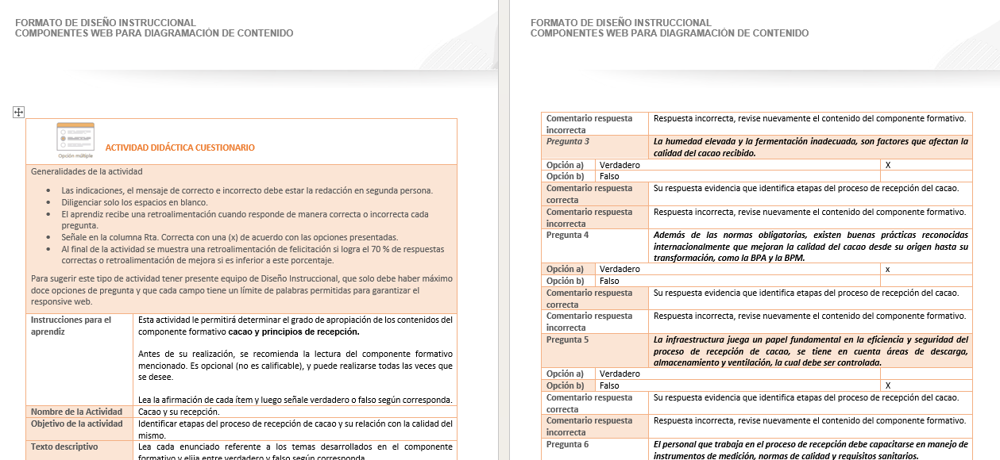 FORMATO DE DISEÑO INSTRUCCIONAL
COMPONENTES WEB PARA DIAGRAMACIÓN DE CONTENIDO
Opción múltiple
ACTIVIDAD DIDÁCTICA CUESTIONARIO
Generalidades de la actividad
• Las indicaciones, el mensaje de correcto e incorrecto debe estar la redacción en segunda persona.
• Diligenciar solo los espacios en blanco.
• El aprendiz recibe una retroalimentación cuando responde de manera correcta o incorrecta cada
pregunta.
• Señale en la columna Rta. Correcta con una (x) de acuerdo con las opciones presentadas.
• Al final de la actividad se muestra una retroalimentación de felicitación si logra el 70 % de respuestas
correctas o retroalimentación de mejora si es inferior a este porcentaje.
Para sugerir este tipo de actividad tener presente equipo de Diseño Instruccional, que solo debe haber máximo
doce opciones de pregunta y que cada campo tiene un límite de palabras permitidas para garantizar el
responsive web.
Instrucciones para el
aprendiz
Esta actividad le permitirá determinar el grado de apropiación de los contenidos del
componente formativo cacao y principios de recepción.
Antes de su realización, se recomienda la lectura del componente formativo
mencionado. Es opcional (no es calificable), y puede realizarse todas las veces que
se desee.
Lea la afirmación de cada ítem y luego señale verdadero o falso según corresponda.
Nombre de la Actividad Cacao y su recepción.
Objetivo de la actividad Identificar etapas del proceso de recepción de cacao y su relación con la calidad del
mismo.
Texto descriptivo Lea cada enunciado referente a los temas desarrollados en el componente
formativo y elija entre verdadero y falso según corresponda.
FORMATO DE DISEÑO INSTRUCCIONAL
COMPONENTES WEB PARA DIAGRAMACIÓN DE CONTENIDO
Comentario respuesta
incorrecta
Respuesta incorrecta, revise nuevamente el contenido del componente formativo.
Pregunta 3 La humedad elevada y la fermentación inadecuada, son factores que afectan la
calidad del cacao recibido.
Opción a) Verdadero X
Opción b) Falso
Comentario respuesta
correcta
Su respuesta evidencia que identifica etapas del proceso de recepción del cacao.
Comentario respuesta
incorrecta
Respuesta incorrecta, revise nuevamente el contenido del componente formativo.
Pregunta 4 Además de las normas obligatorias, existen buenas prácticas reconocidas
internacionalmente que mejoran la calidad del cacao desde su origen hasta su
transformación, como la BPA y la BPM.
Opción a) Verdadero x
Opción b) Falso
Comentario respuesta
correcta
Su respuesta evidencia que identifica etapas del proceso de recepción del cacao.
Comentario respuesta
incorrecta
Respuesta incorrecta, revise nuevamente el contenido del componente formativo.
Pregunta 5 La infraestructura juega un papel fundamental en la eficiencia y seguridad del
proceso de recepción de cacao, se tiene en cuenta áreas de descarga,
almacenamiento y ventilación, la cual debe ser controlada.
Opción a) Verdadero
Opción b) Falso X
Comentario respuesta
correcta
Su respuesta evidencia que identifica etapas del proceso de recepción del cacao.
Comentario respuesta
incorrecta
Respuesta incorrecta, revise nuevamente el contenido del componente formativo.
Pregunta 6 El personal que trabaja en el proceso de recepción debe capacitarse en manejo de
instrumentos de medición, normas de calidad y requisitos sanitarios.